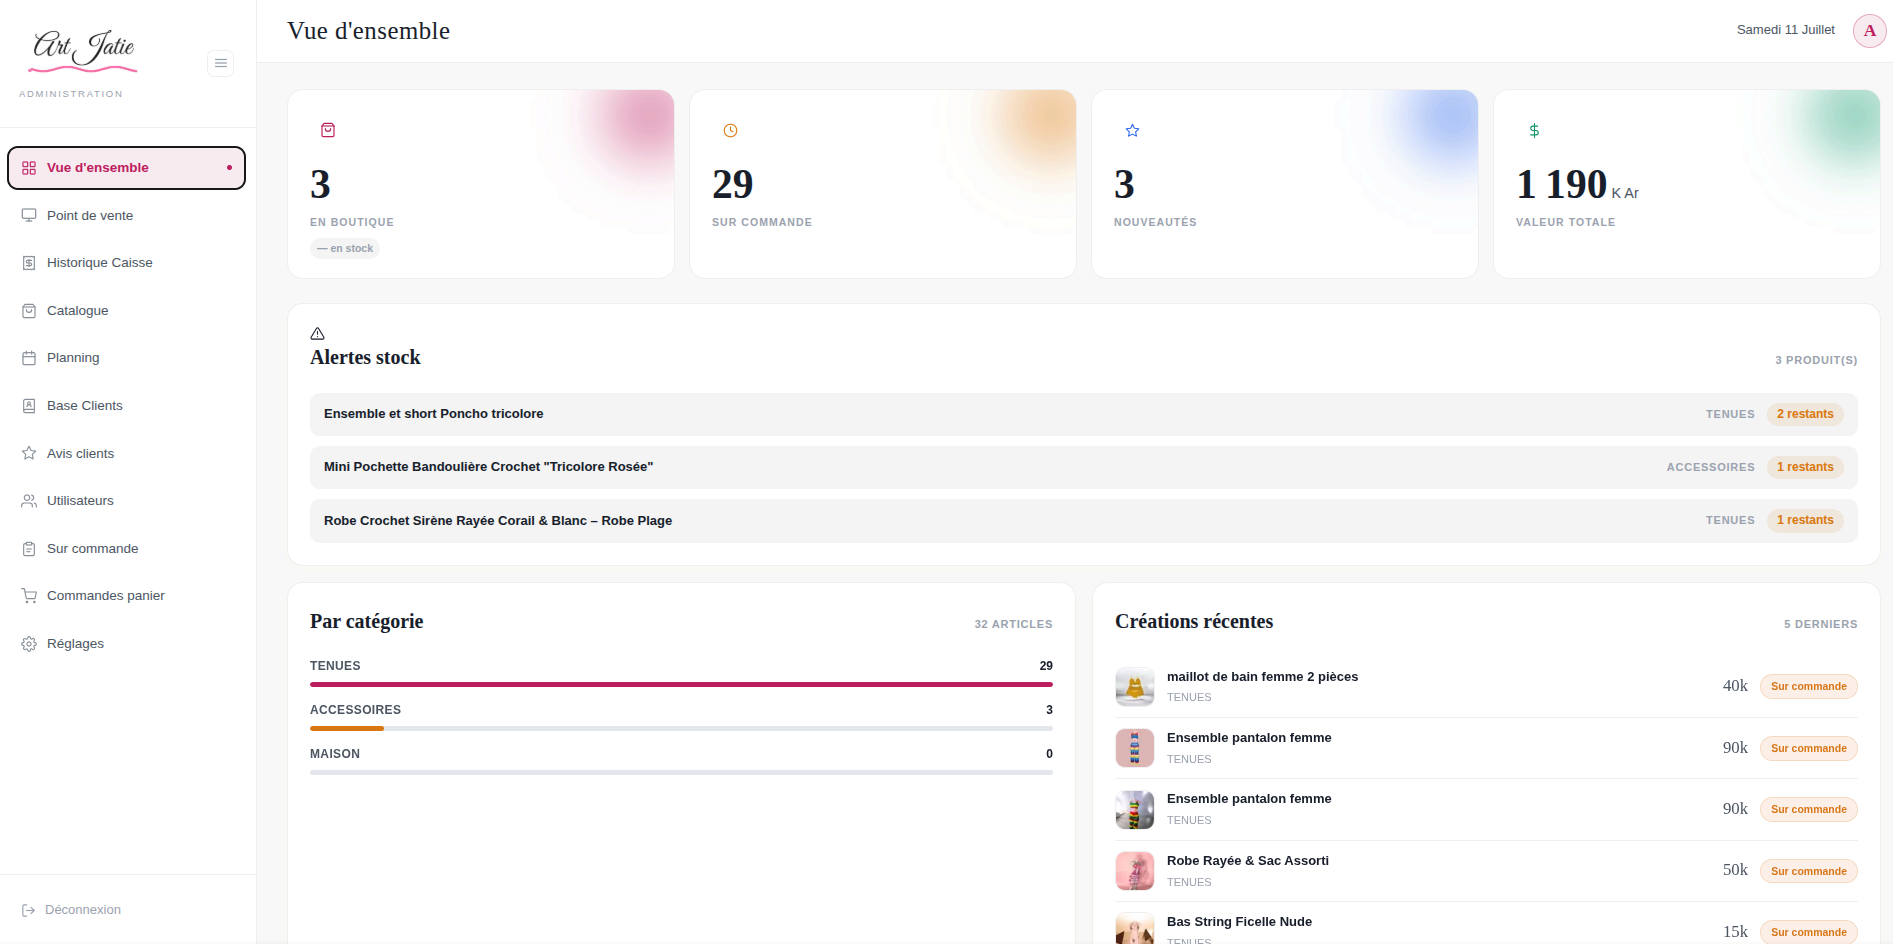 Art Jatie
ADMINISTRATION
Vue d'ensemble
Point de vente
Historique Caisse
Catalogue
Planning
Base Clients
Avis clients
Utilisateurs
Sur commande
Commandes panier
Réglages
Déconnexion
Vue d'ensemble
Samedi 11 Juillet
A
3
EN BOUTIQUE
— en stock
29
SUR COMMANDE
3
NOUVEAUTÉS
1 190 K Ar
VALEUR TOTALE
Alertes stock
3 PRODUIT(S)
Ensemble et short Poncho tricolore
TENUES
2 restants
Mini Pochette Bandoulière Crochet "Tricolore Rosée"
ACCESSOIRES
1 restants
Robe Crochet Sirène Rayée Corail & Blanc – Robe Plage
TENUES
1 restants
Par catégorie
32 ARTICLES
TENUES
29
ACCESSOIRES
3
MAISON
0
Créations récentes
5 DERNIERS
maillot de bain femme 2 pièces
TENUES
40k
Sur commande
Ensemble pantalon femme
TENUES
90k
Sur commande
Ensemble pantalon femme
TENUES
90k
Sur commande
Robe Rayée & Sac Assorti
TENUES
50k
Sur commande
Bas String Ficelle Nude
TENUES
15k
Sur commande